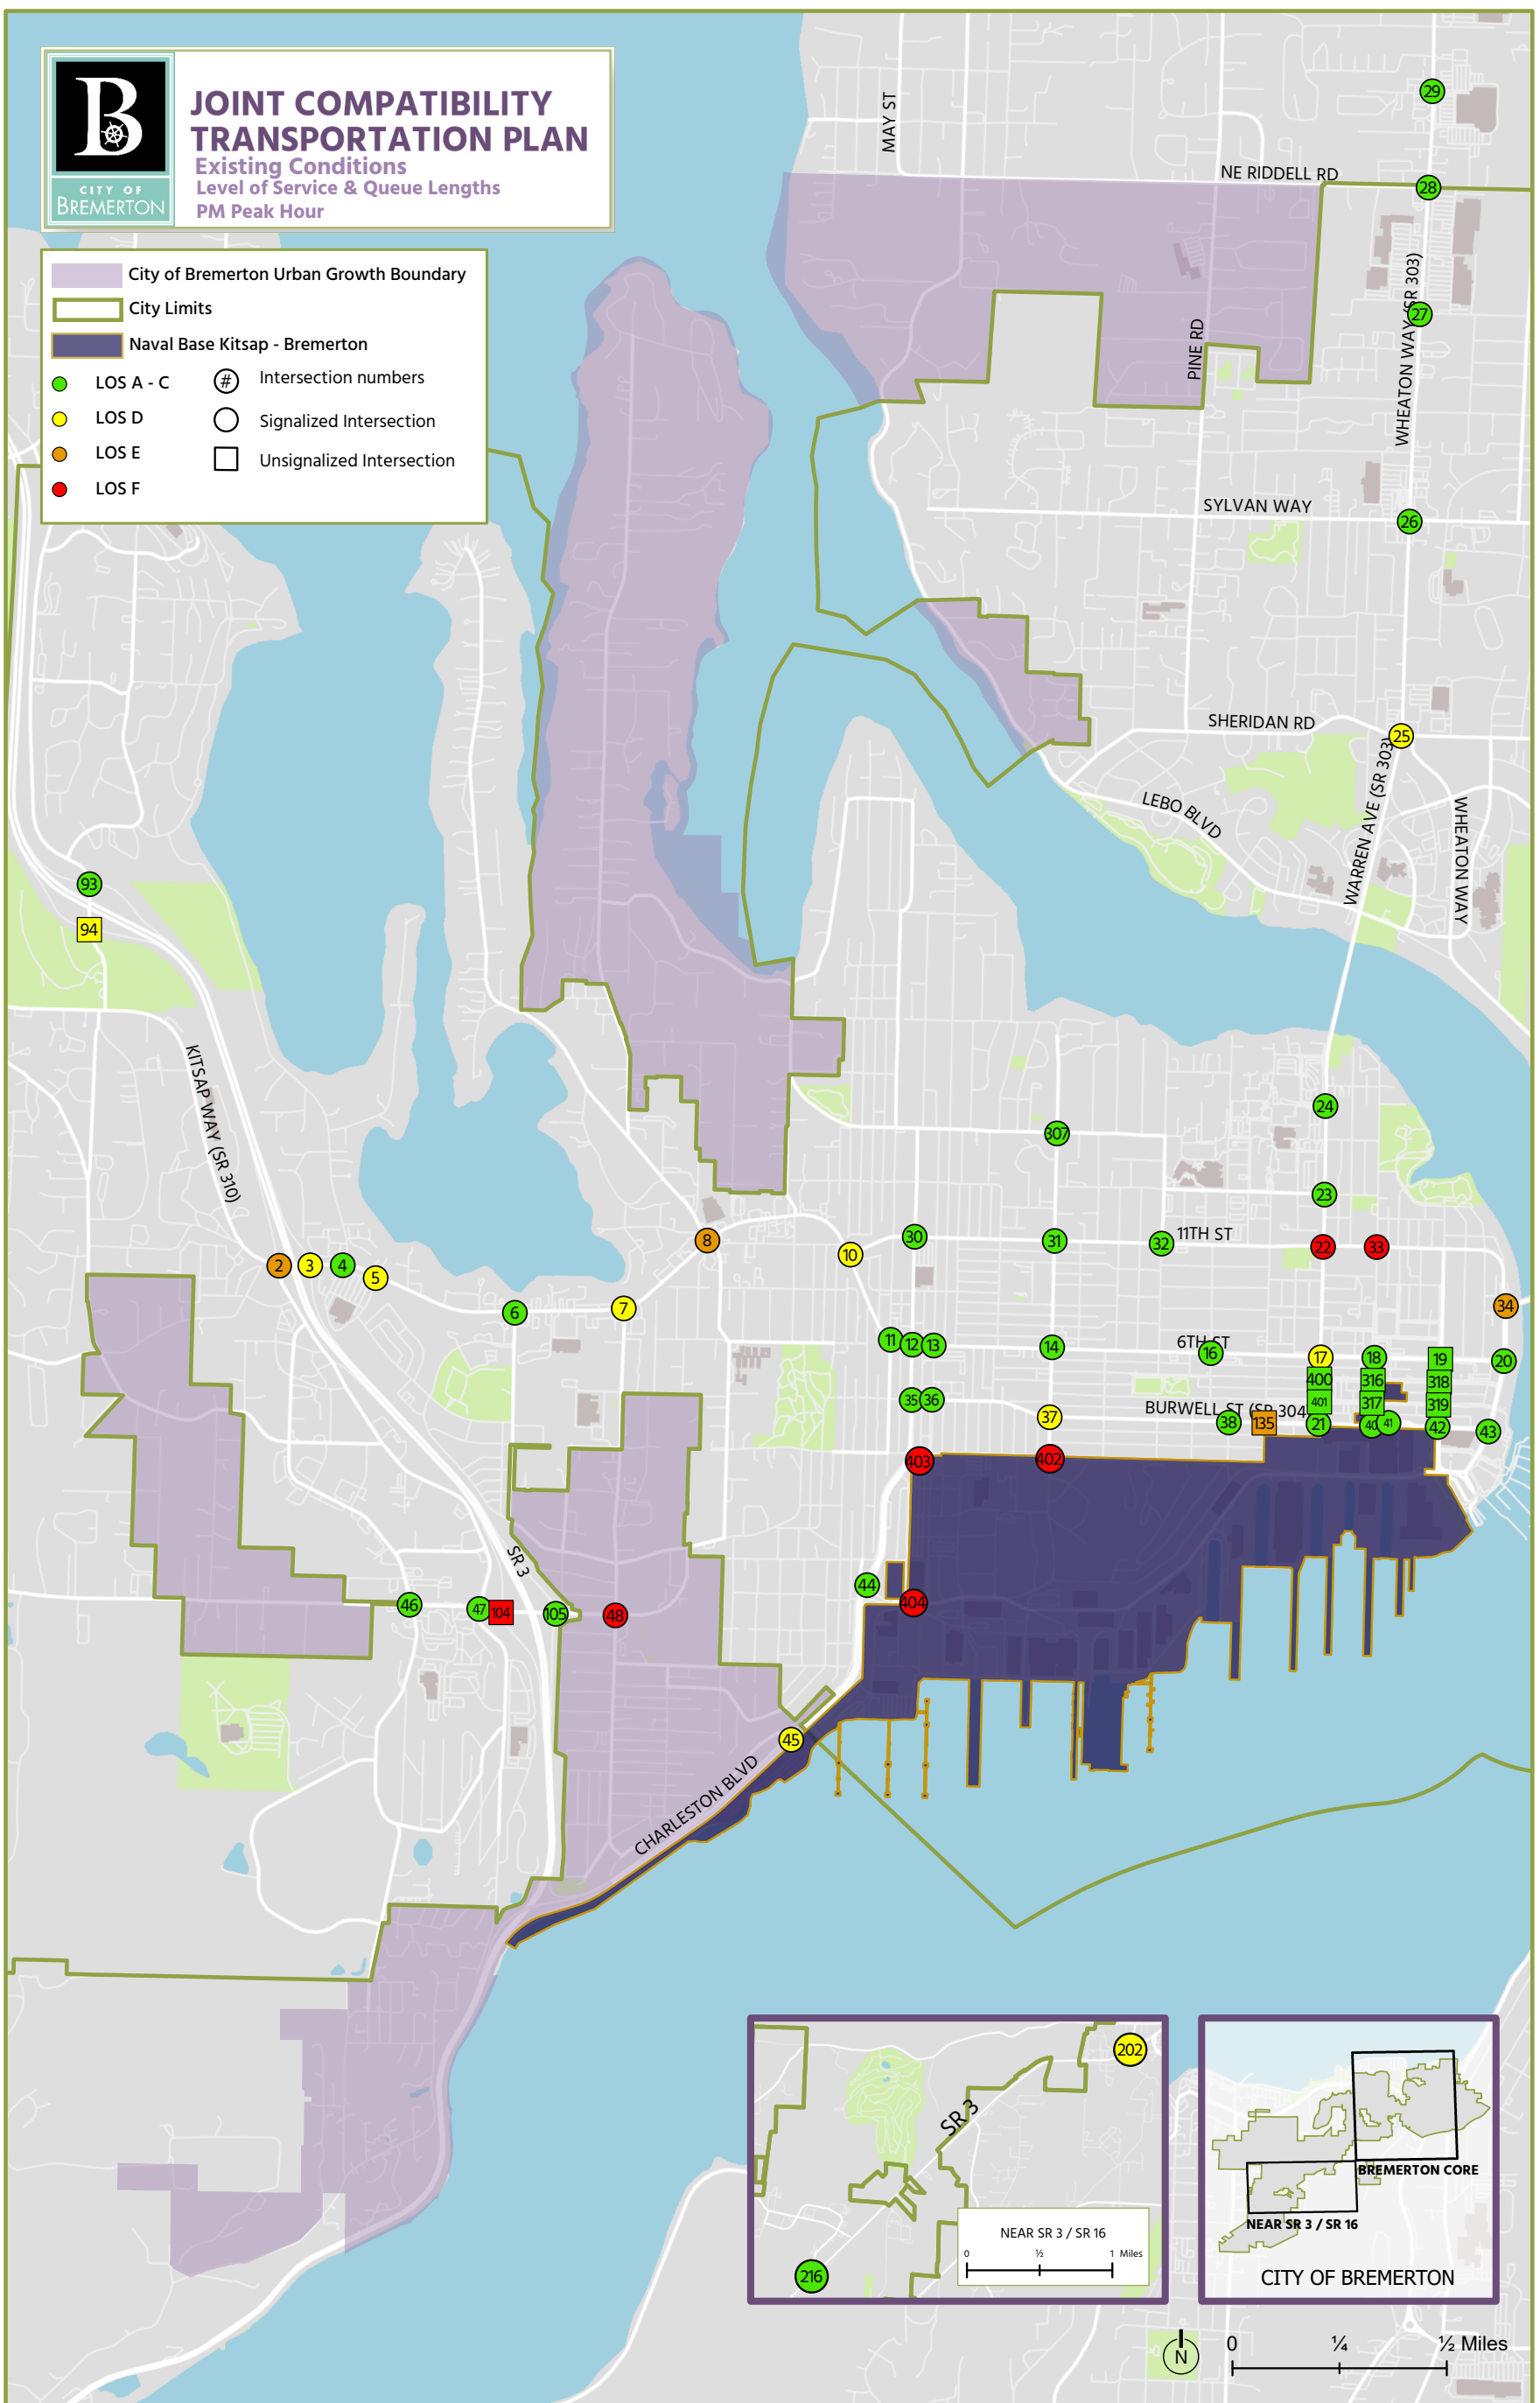 B
CITY OF
BREMERTON
JOINT COMPATIBILITY
TRANSPORTATION PLAN
Existing Conditions
Level of Service & Queue Lengths
PM Peak Hour
City of Bremerton Urban Growth Boundary
City Limits
Naval Base Kitsap - Bremerton
LOS A - C
LOS D
LOS E
LOS F
# Intersection numbers
Signalized Intersection
Unsignalized Intersection
MAY ST
29
NE RIDDELL RD
28
WHEATON WAY (SR 303)
27
PINE RD
SYLVAN WAY
26
SHERIDAN RD
25
LEBO BLVD
WARREN AVE (SR 303)
WHEATON WAY
93
94
KITSAP WAY (SR 310)
24
307
23
8
10
30
31
32
11TH ST
22
33
2
3
4
5
6
7
34
11
12
13
14
6TH ST
16
17
18
19
20
400
316
318
35
36
401
317
319
37
BURWELL ST (SR 304
38
135
21
40
41
42
43
403
402
SR 3
44
404
46
47
104
105
48
45
CHARLESTON BLVD
202
SR 3
216
NEAR SR 3 / SR 16
0 ½ 1 Miles
BREMERTON CORE
NEAR SR 3 / SR 16
CITY OF BREMERTON
N
0 ¼ ½ Miles